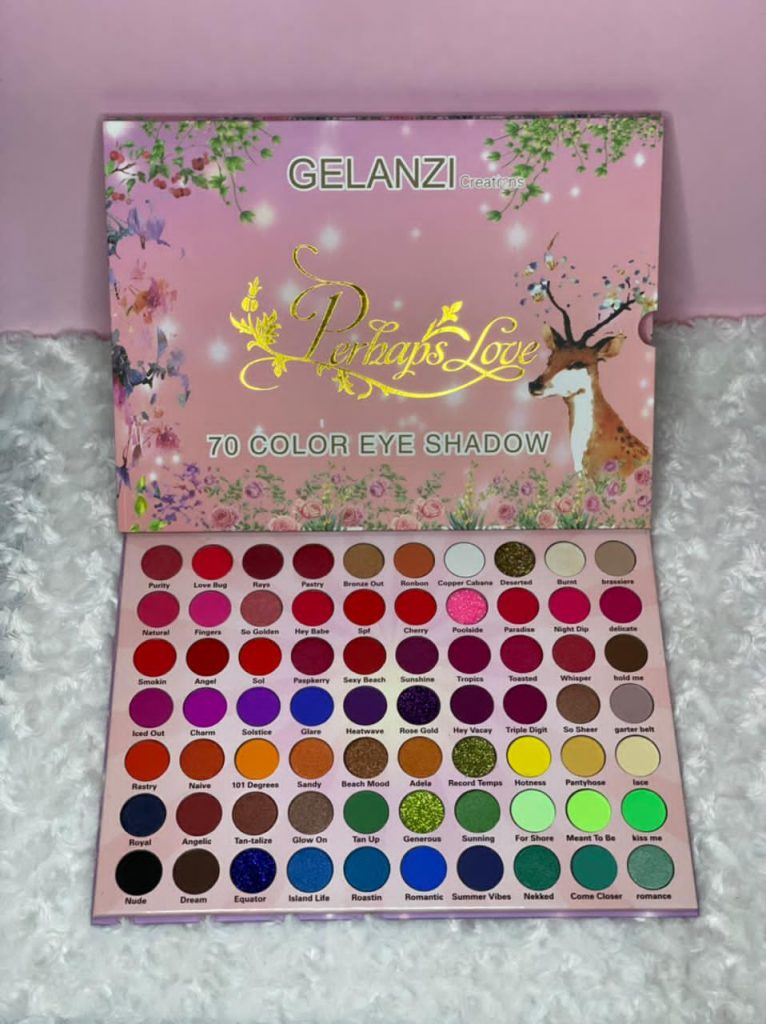 GELANZI Creations
Perhaps Love
70 COLOR EYE SHADOW
Purity Love Bug Rays Pastry Bronze Out Ronbon Copper Cabana Deserted Burnt brassiere
Natural Fingers So Golden Hey Babe Spf Cherry Poolside Paradise Night Dip delicate
Smokin Angel Sol Paspkerry Sexy Beach Sunshine Tropics Toasted Whisper hold me
Iced Out Charm Solstice Glare Heatwave Rose Gold Hey Vacay Triple Digit So Sheer garter belt
Rastry Naive 101 Degrees Sandy Beach Mood Adela Record Temps Hotness Pantyhose lace
Royal Angelic Tan-talize Glow On Tan Up Generous Sunning For Shore Meant To Be kiss me
Nude Dream Equator Island Life Roastin Romantic Summer Vibes Nekked Come Closer romance